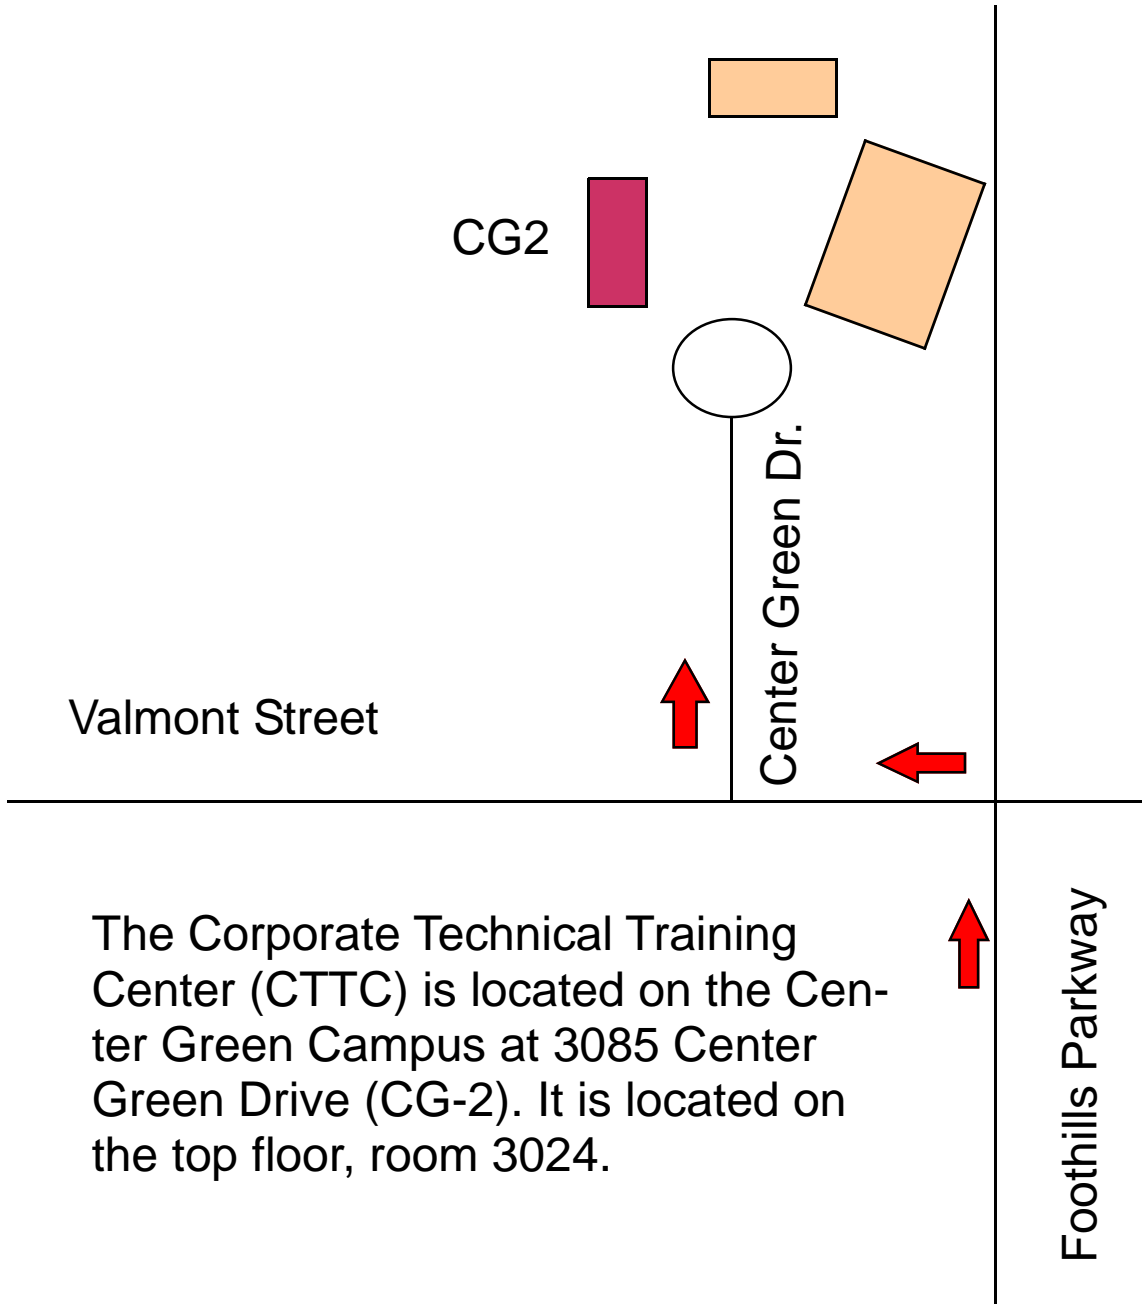 CG2
Center Green Dr.
Valmont Street
The Corporate Technical Training
Center (CTTC) is located on the Cen-
ter Green Campus at 3085 Center
Green Drive (CG-2). It is located on
the top floor, room 3024.
Foothills Parkway